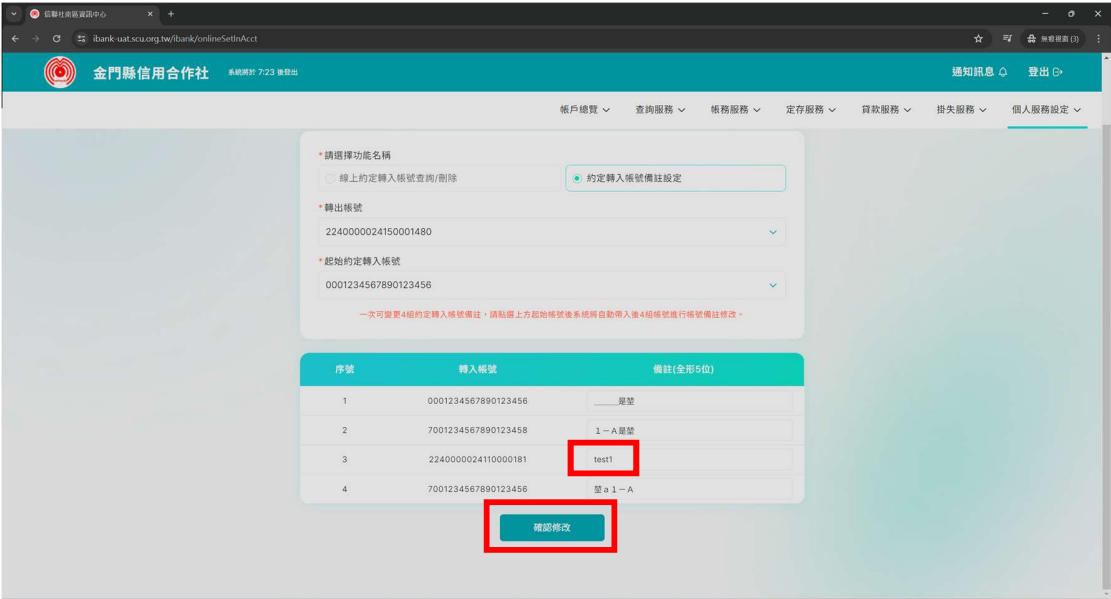 信聯社南區資訊中心
ibank-uat.scu.org.tw/ibank/onlineSetInAcct
無痕視窗 (3)
金門縣信用合作社 系統將於 7:23 後登出 通知訊息 登出
帳戶總覽 查詢服務 帳務服務 定存服務 貸款服務 掛失服務 個人服務設定
*請選擇功能名稱
線上約定轉入帳號查詢/刪除 約定轉入帳號備註設定
*轉出帳號
2240000024150001480
*起始約定轉入帳號
0001234567890123456
一次可變更4組約定轉入帳號備註,請點選上方起始帳號後系統將自動帶入後4組帳號進行帳號備註修改。
序號 轉入帳號 備註(全形5位)
1 0001234567890123456 ____是堃
2 7001234567890123458 1-A是堃
3 2240000024110000181 test1
4 7001234567890123456 堃a1-A
確認修改